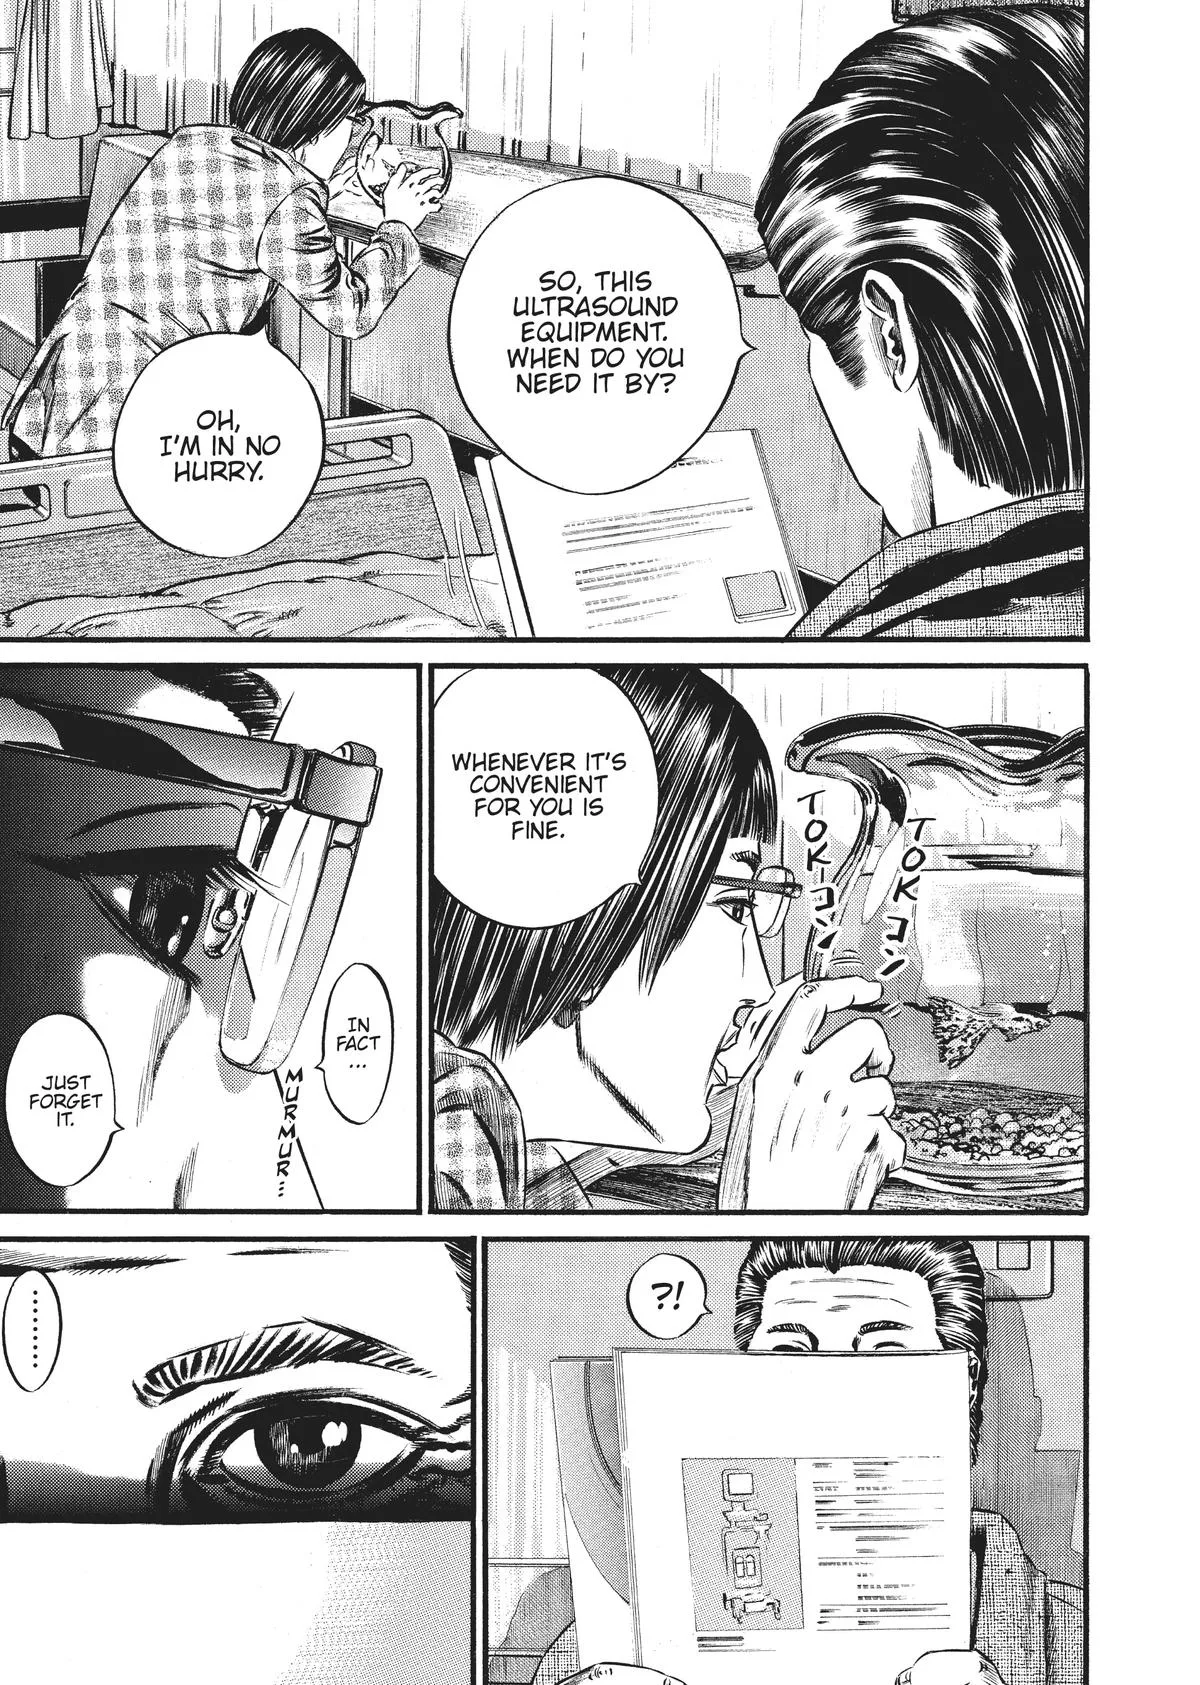 SO, THIS
ULTRASOUND
EQUIPMENT.
WHEN DO YOU
NEED IT BY?
OH,
I'M IN NO
HURRY.
WHENEVER IT'S
CONVENIENT
FOR YOU IS
FINE.
TOK コン
TOK コン
IN
FACT
...
MURMUR...
JUST
FORGET
IT.
?!
.........